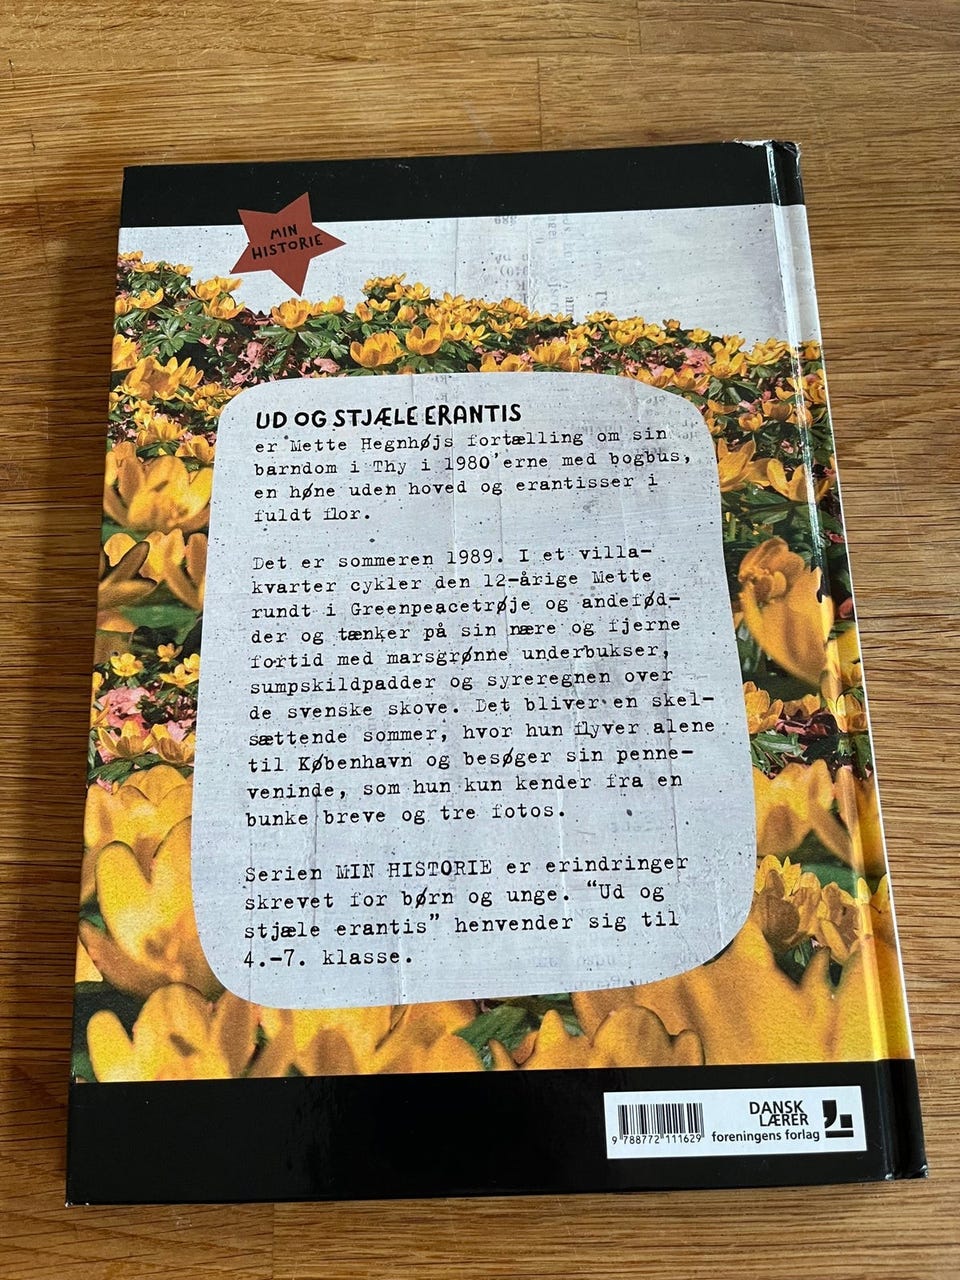 MIN
HISTORIE
UD OG STJÆLE ERANTIS
er Mette Hegnhøjs fortælling om sin
barndom i Thy i 1980'erne med bogbus,
en høne uden hoved og erantisser i
fuldt flor.
Det er sommeren 1989. I et villa-
kvarter cykler den 12-årige Mette
rundt i Greenpeacetrøje og andefød-
der og tænker på sin nære og fjerne
fortid med marsgrønne underbukser,
sumpskildpadder og syreregnen over
de svenske skove. Det bliver en skel-
sættende sommer, hvor hun flyver alene
til København og besøger sin penne-
veninde, som hun kun kender fra en
bunke breve og tre fotos.
Serien MIN HISTORIE er erindringer
skrevet for børn og unge. "Ud og
stjæle erantis" henvender sig til
4.-7. klasse.
9 788772 111629
DANSK
LÆRER
foreningens forlag